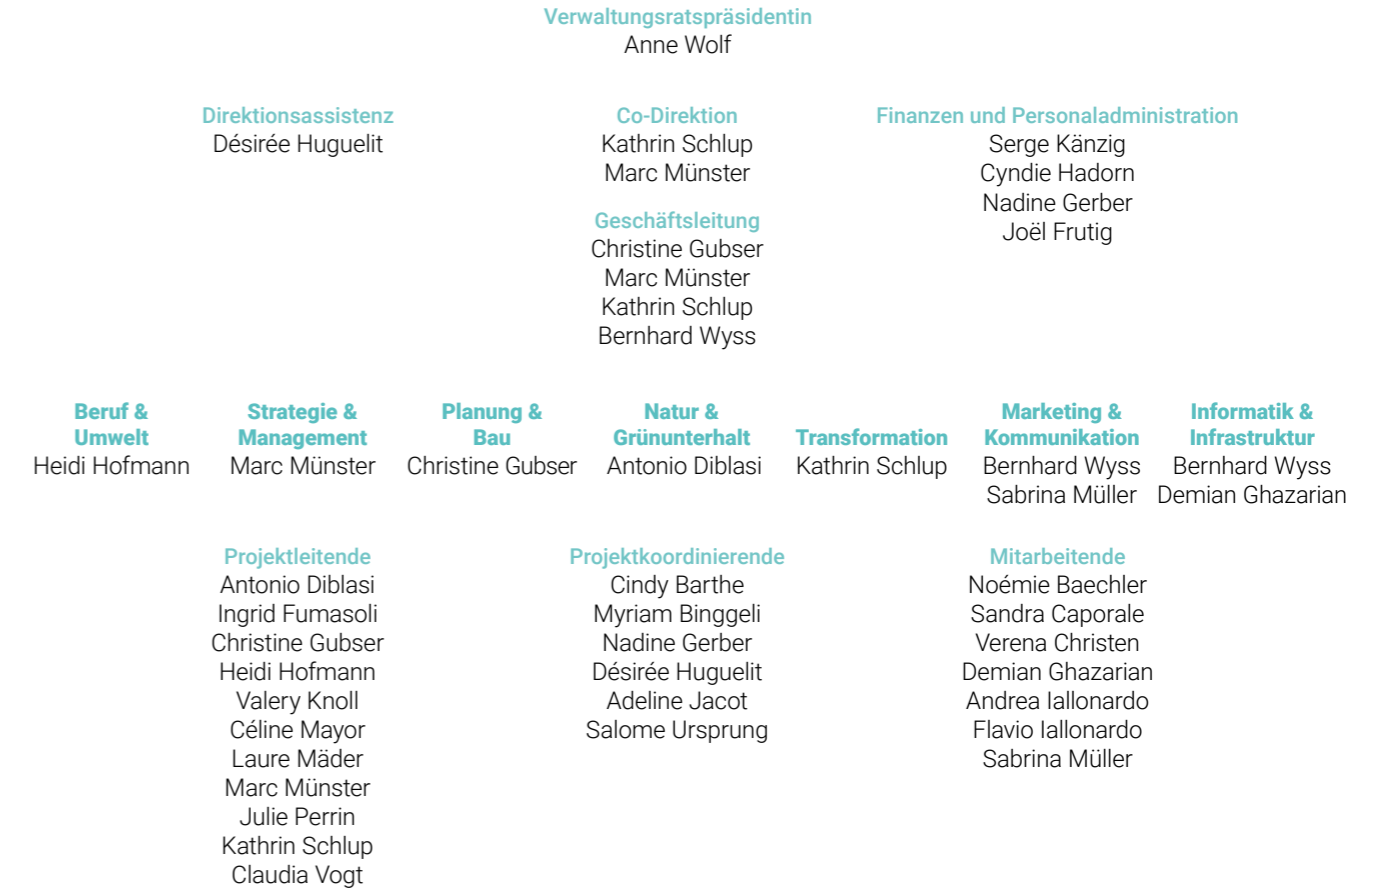 Verwaltungsratspräsidentin
Anne Wolf
Direktionsassistenz
Désirée Huguelit
Co-Direktion
Kathrin Schlup
Marc Münster
Finanzen und Personaladministration
Serge Känzig
Cyndie Hadorn
Nadine Gerber
Joël Frutig
Geschäftsleitung
Christine Gubser
Marc Münster
Kathrin Schlup
Bernhard Wyss
Beruf &
Umwelt
Heidi Hofmann
Strategie &
Management
Marc Münster
Planung &
Bau
Christine Gubser
Natur &
Grünunterhalt
Antonio Diblasi
Transformation
Kathrin Schlup
Marketing &
Kommunikation
Bernhard Wyss
Sabrina Müller
Informatik &
Infrastruktur
Bernhard Wyss
Demian Ghazarian
Projektleitende
Antonio Diblasi
Ingrid Fumasoli
Christine Gubser
Heidi Hofmann
Valery Knoll
Céline Mayor
Laure Mäder
Marc Münster
Julie Perrin
Kathrin Schlup
Claudia Vogt
Projektkoordinierende
Cindy Barthe
Myriam Binggeli
Nadine Gerber
Désirée Huguelit
Adeline Jacot
Salome Ursprung
Mitarbeitende
Noémie Baechler
Sandra Caporale
Verena Christen
Demian Ghazarian
Andrea Iallonardo
Flavio Iallonardo
Sabrina Müller